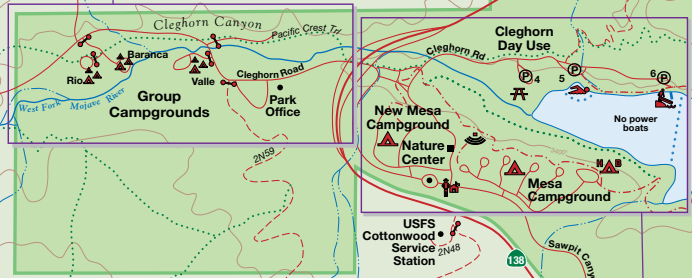 Cleghorn Canyon
Pacific Crest Trl
Baranca
Rio
Valle
Cleghorn Road
West Fork Mojave River
Group
Campgrounds
Park
Office
2N59
Cleghorn Rd
Cleghorn
Day Use
4
5
6
No power
boats
New Mesa
Campground
Nature
Center
H
B
Mesa
Campground
USFS
Cottonwood
Service
Station
2N48
138
Sawpit Cany